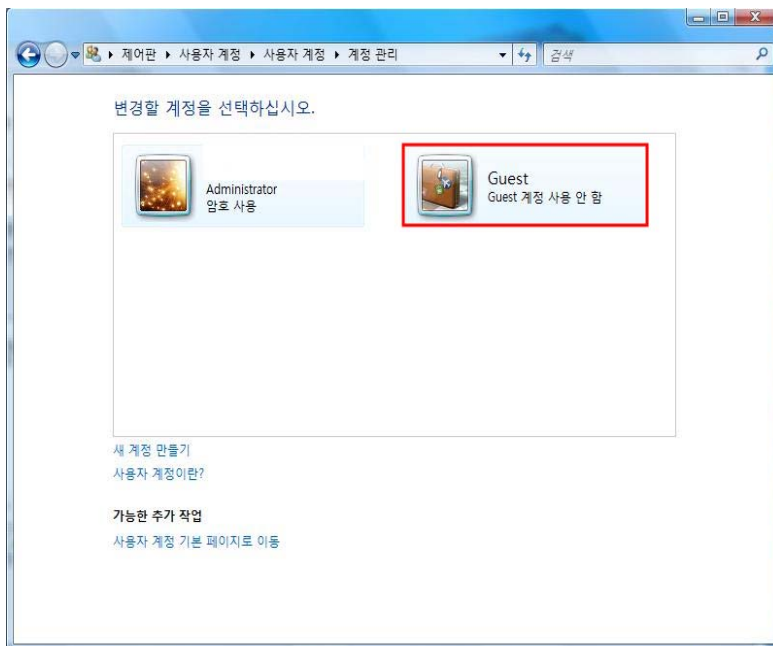 제어판 ▸ 사용자 계정 ▸ 사용자 계정 ▸ 계정 관리
검색
변경할 계정을 선택하십시오.
Administrator
암호 사용
Guest
Guest 계정 사용 안 함
새 계정 만들기
사용자 계정이란?
가능한 추가 작업
사용자 계정 기본 페이지로 이동